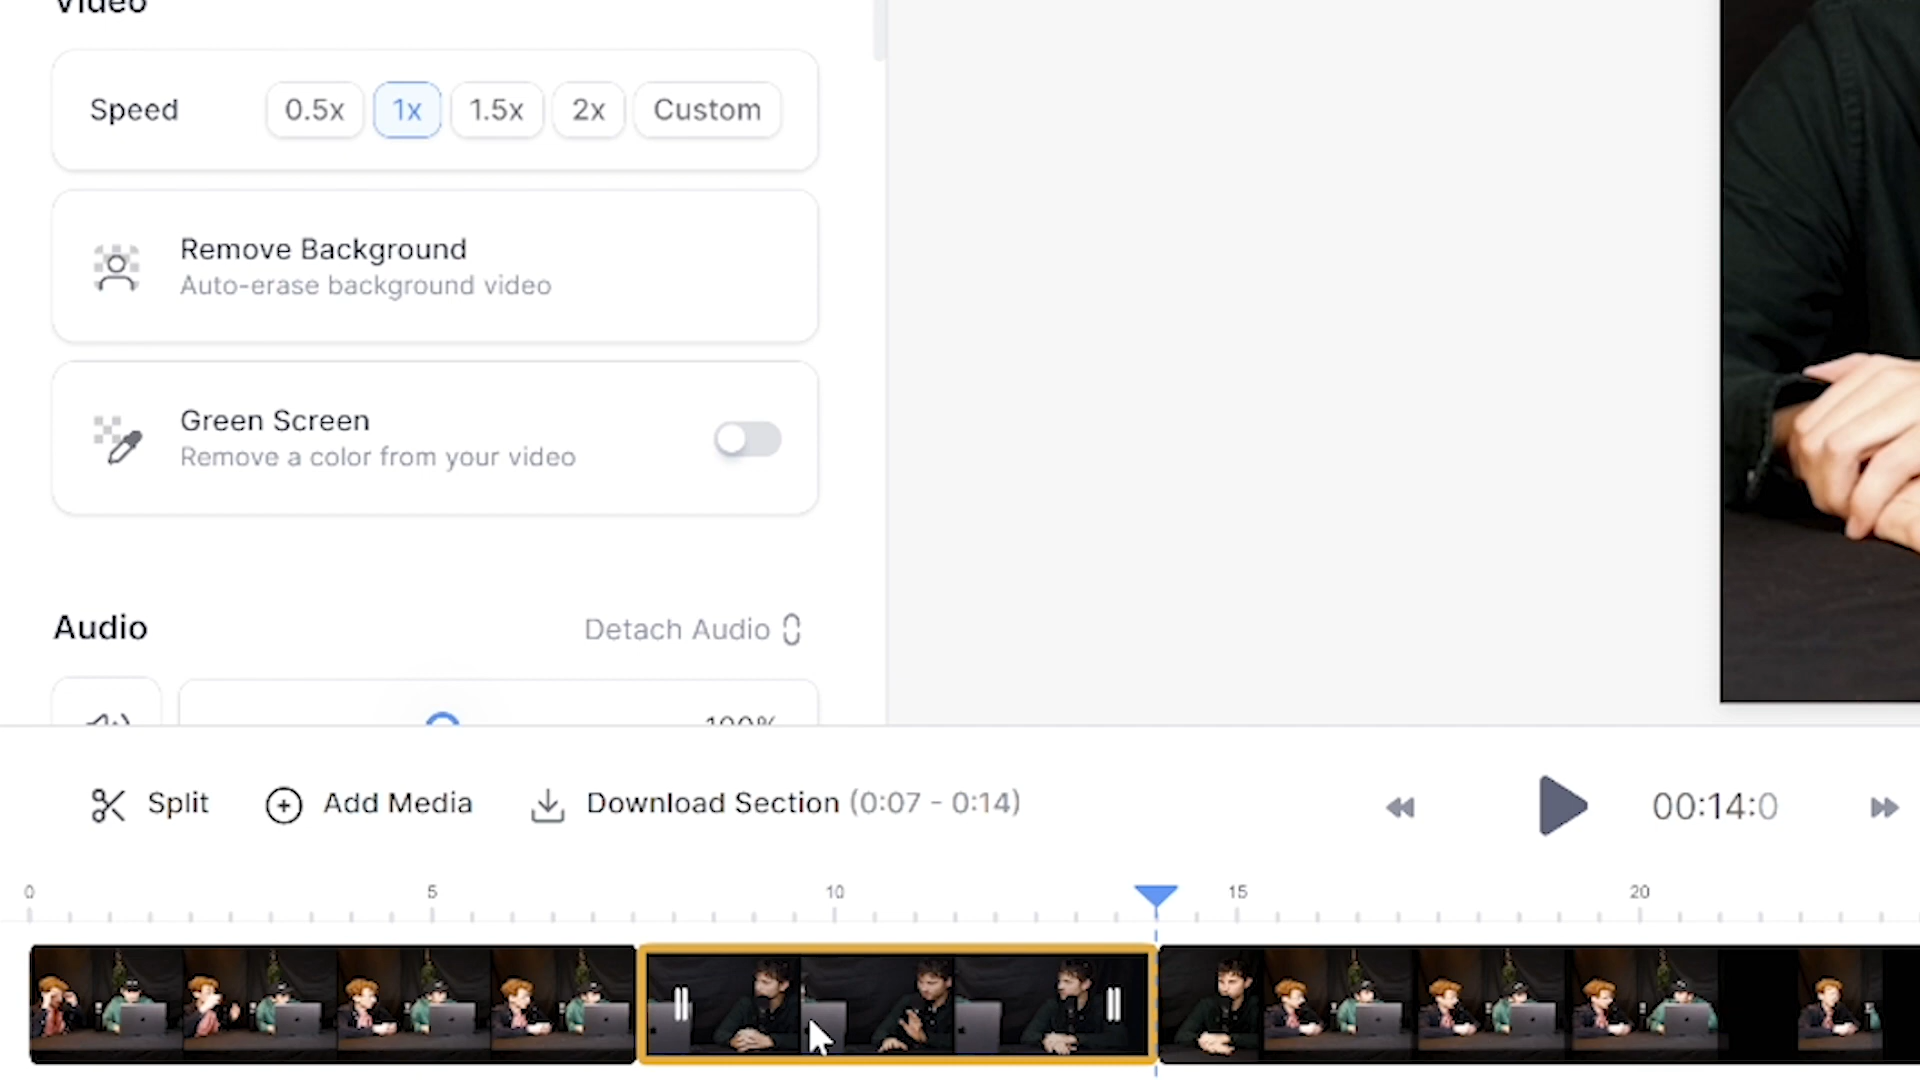 Video
Speed 0.5x 1x 1.5x 2x Custom
Remove Background
Auto-erase background video
Green Screen
Remove a color from your video
Audio Detach Audio
100%
Split Add Media Download Section (0:07 - 0:14) 00:14:0
0 5 10 15 20